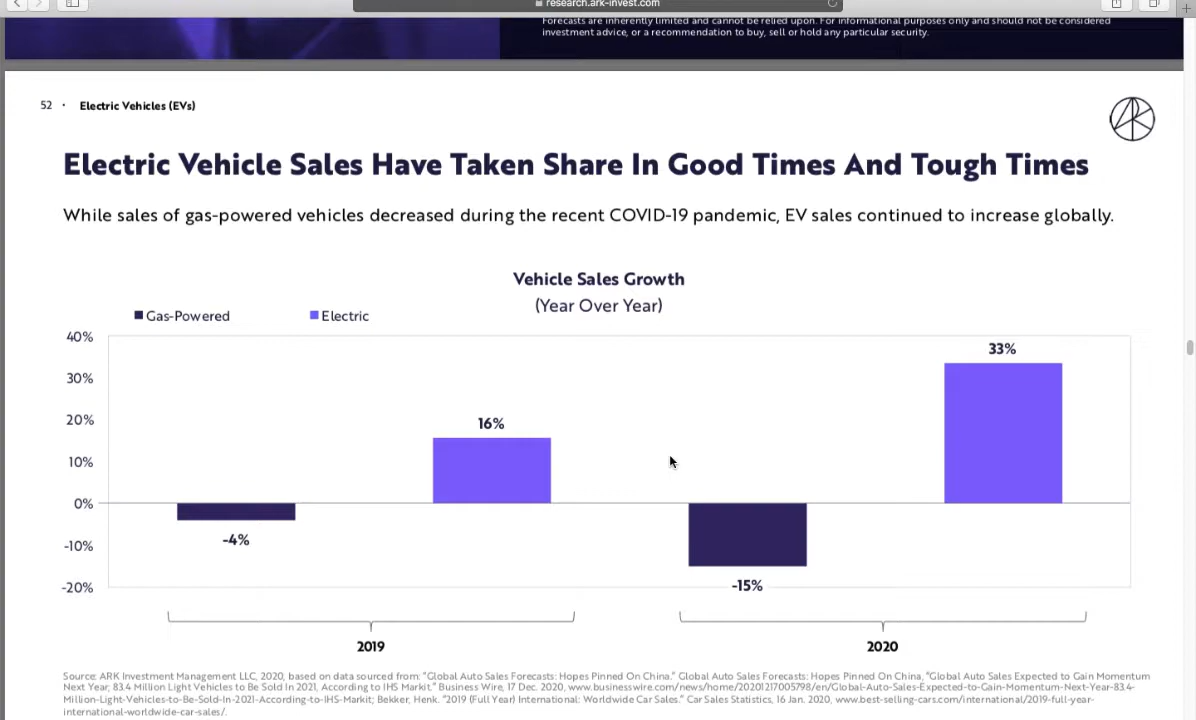 research.ark-invest.com
Forecasts are inherently limited and cannot be relied upon. For informational purposes only and should not be considered
investment advice, or a recommendation to buy, sell or hold any particular security.
52 · Electric Vehicles (EVs)
Electric Vehicle Sales Have Taken Share In Good Times And Tough Times
While sales of gas-powered vehicles decreased during the recent COVID-19 pandemic, EV sales continued to increase globally.
Vehicle Sales Growth
(Year Over Year)
Gas-Powered Electric
40%
30%
20%
10%
0%
-10%
-20%
-4%
16%
-15%
33%
2019
2020
Source: ARK Investment Management LLC, 2020, based on data sourced from: "Global Auto Sales Forecasts: Hopes Pinned On China." Global Auto Sales Forecasts: Hopes Pinned On China, "Global Auto Sales Expected to Gain Momentum
Next Year, 83.4 Million Light Vehicles to Be Sold In 2021, According to IHS Markit." Business Wire, 17 Dec. 2020, www.businesswire.com/news/home/20201217005798/en/Global-Auto-Sales-Expected-to-Gain-Momentum-Next-Year-83.4-
Million-Light-Vehicles-to-Be-Sold-In-2021-According-to-IHS-Markit; Bekker, Henk. "2019 (Full Year) International: Worldwide Car Sales." Car Sales Statistics, 16 Jan. 2020, www.best-selling-cars.com/international/2019-full-year-
international-worldwide-car-sales/.